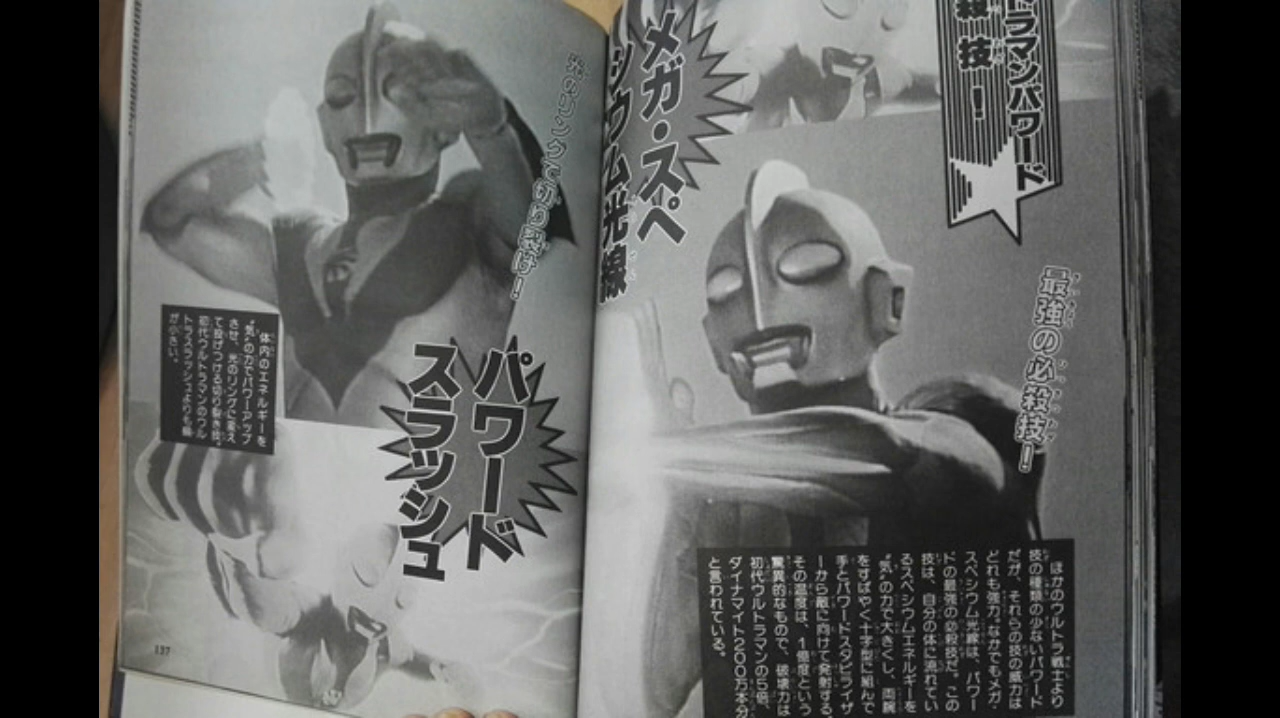 トラマンパワード
殺技！
メガ・スペ
シウム光線
最強の必殺技！
ほかのウルトラ戦士より
技の種類の少ないパワード
だが、それらの技の威力は
どれも強力。なかでもメガ・
スペシウム光線は、パワー
ドの最強の必殺技だ。この
技は、自分の体に流れてい
るスペシウムエネルギーを
“気”の力で大きくし、両腕
をすばやく十字型に組んで
手とパワードスタビライザ
ーから敵に向けて発射する。
その温度は、1億度という
驚異的なもので、破壊力は
初代ウルトラマンの5倍、
ダイナマイト200万本分
と言われている。
光のリングで切り裂け！
パワード
スラッシュ
体内のエネルギーを
“気”の力でパワーアップ
させ、光のリングに変え
て投げつける切り裂き技。
初代ウルトラマンのウル
トラスラッシュよりも輪
が小さい。
137